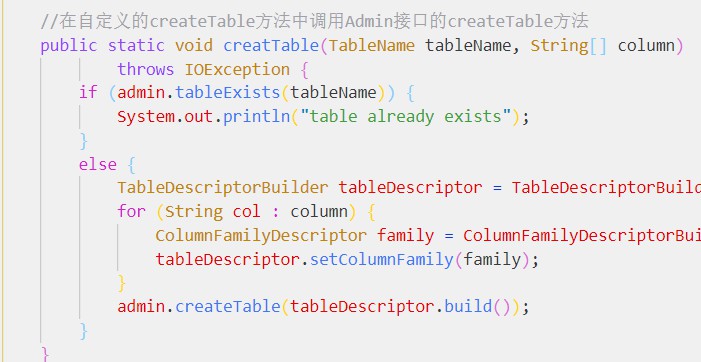 //在自定义的createTable方法中调用Admin接口的createTable方法
public static void creatTable(TableName tableName, String[] column)
throws IOException {
if (admin.tableExists(tableName)) {
System.out.println("table already exists");
}
else {
TableDescriptorBuilder tableDescriptor = TableDescriptorBuild
for (String col : column) {
ColumnFamilyDescriptor family = ColumnFamilyDescriptorBui
tableDescriptor.setColumnFamily(family);
}
admin.createTable(tableDescriptor.build());
}
}